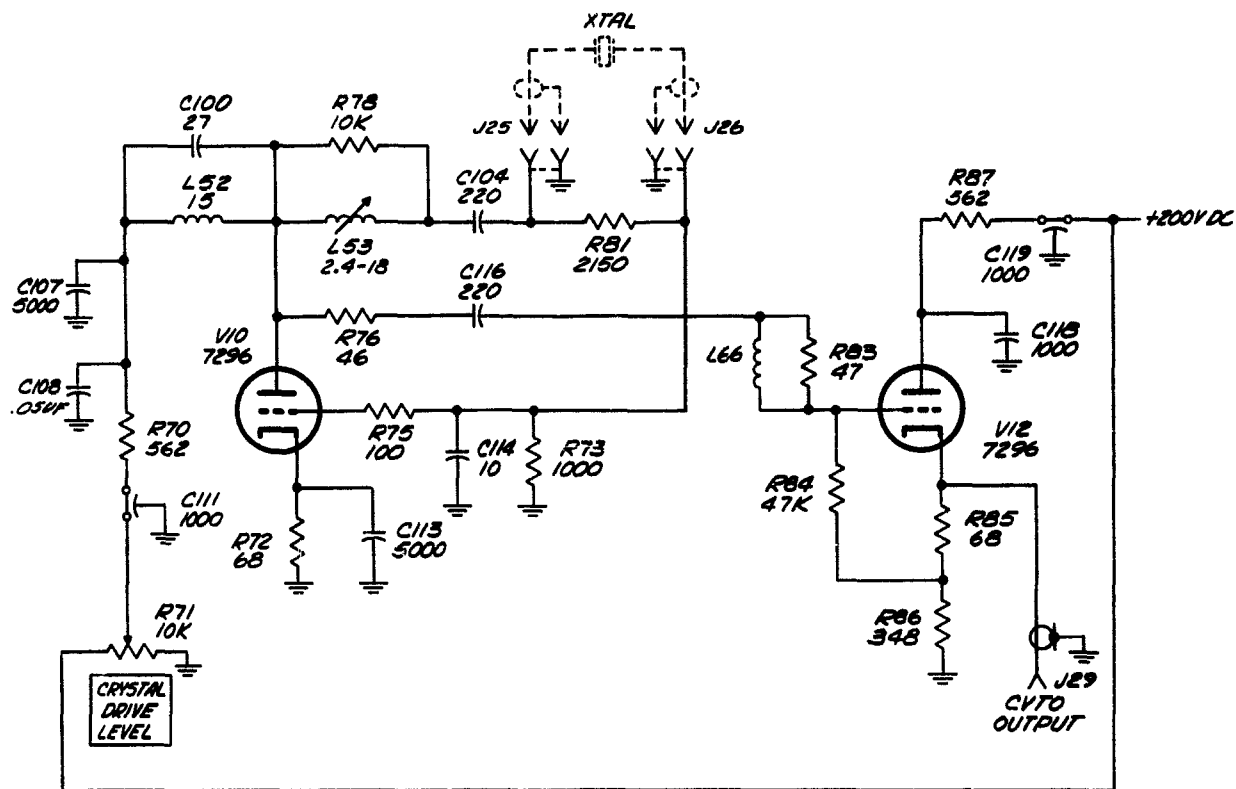 XTAL
C100
27
R78
10K
J25
J26
L52
15
C104
220
R87
562
+200V DC
L53
2.4-18
R81
2150
C119
1000
C107
5000
C116
220
V10
7296
R76
46
L66
R83
47
C118
1000
C108
.05UF
R70
562
R75
100
C114
10
R73
1000
V12
7296
R84
47K
C111
1000
R72
68
C113
5000
R85
68
R71
10K
R86
348
CRYSTAL
DRIVE
LEVEL
J29
CVTO
OUTPUT